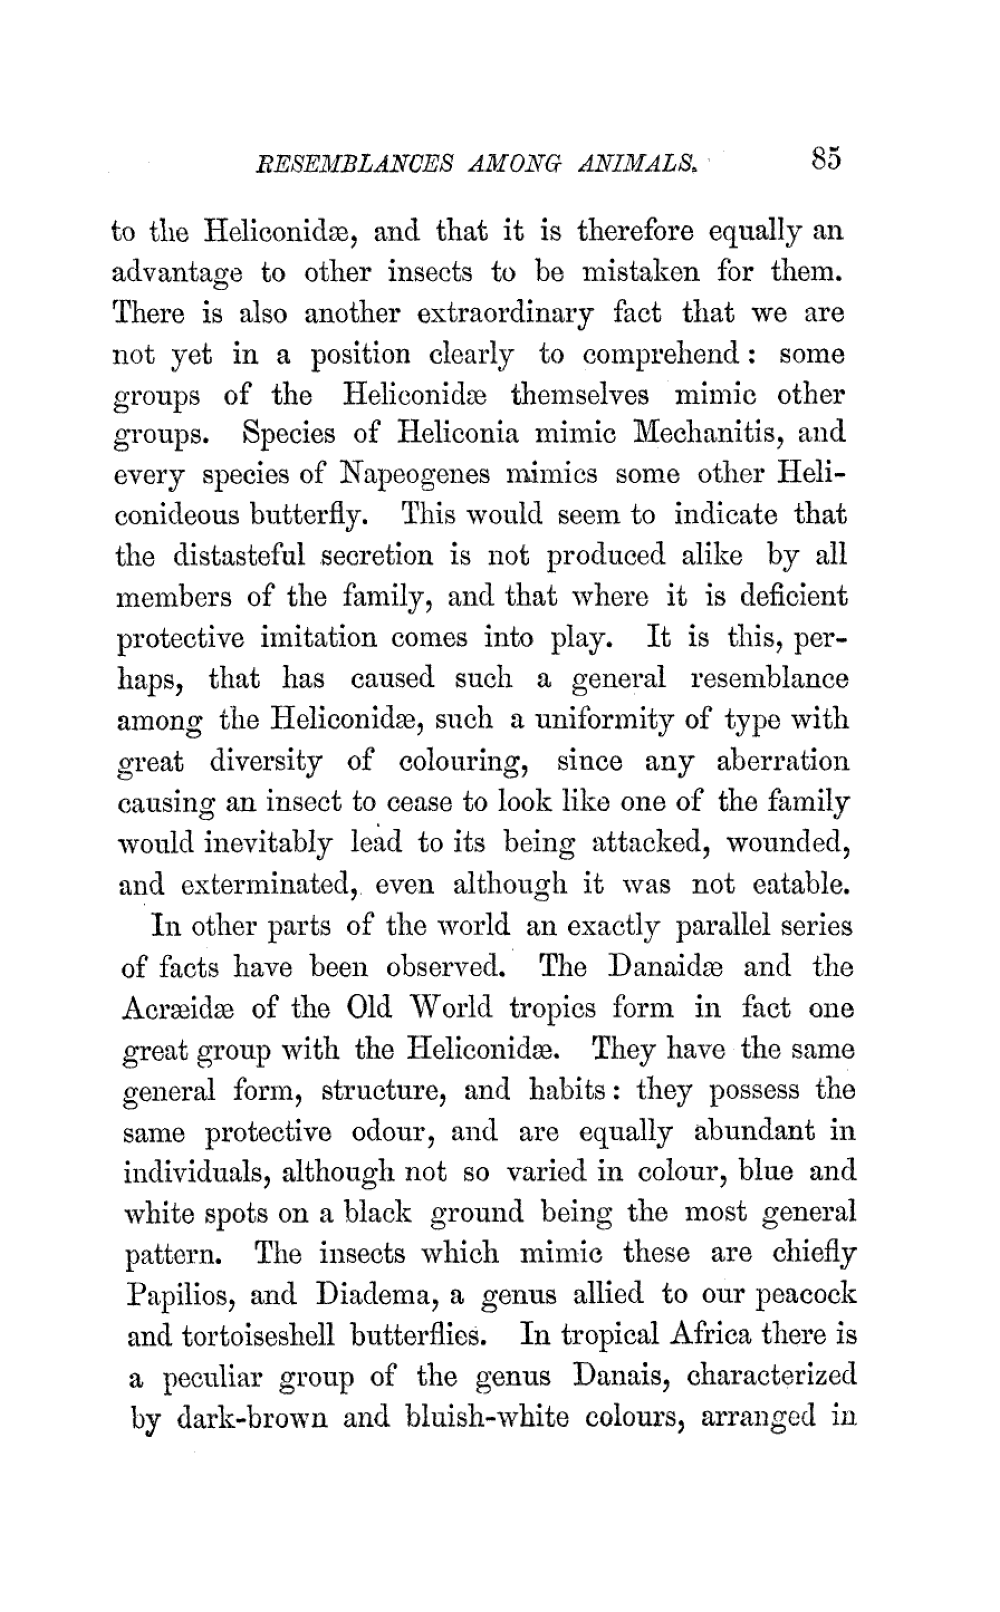 RESEMBLANCES AMONG ANIMALS. 85
to the Heliconidæ, and that it is therefore equally an
advantage to other insects to be mistaken for them.
There is also another extraordinary fact that we are
not yet in a position clearly to comprehend: some
groups of the Heliconidæ themselves mimic other
groups. Species of Heliconia mimic Mechanitis, and
every species of Napeogenes mimics some other Heli-
conideous butterfly. This would seem to indicate that
the distasteful secretion is not produced alike by all
members of the family, and that where it is deficient
protective imitation comes into play. It is this, per-
haps, that has caused such a general resemblance
among the Heliconidæ, such a uniformity of type with
great diversity of colouring, since any aberration
causing an insect to cease to look like one of the family
would inevitably lead to its being attacked, wounded,
and exterminated, even although it was not eatable.
In other parts of the world an exactly parallel series
of facts have been observed. The Danaidæ and the
Acræidæ of the Old World tropics form in fact one
great group with the Heliconidæ. They have the same
general form, structure, and habits: they possess the
same protective odour, and are equally abundant in
individuals, although not so varied in colour, blue and
white spots on a black ground being the most general
pattern. The insects which mimic these are chiefly
Papilios, and Diadema, a genus allied to our peacock
and tortoiseshell butterflies. In tropical Africa there is
a peculiar group of the genus Danais, characterized
by dark-brown and bluish-white colours, arranged in